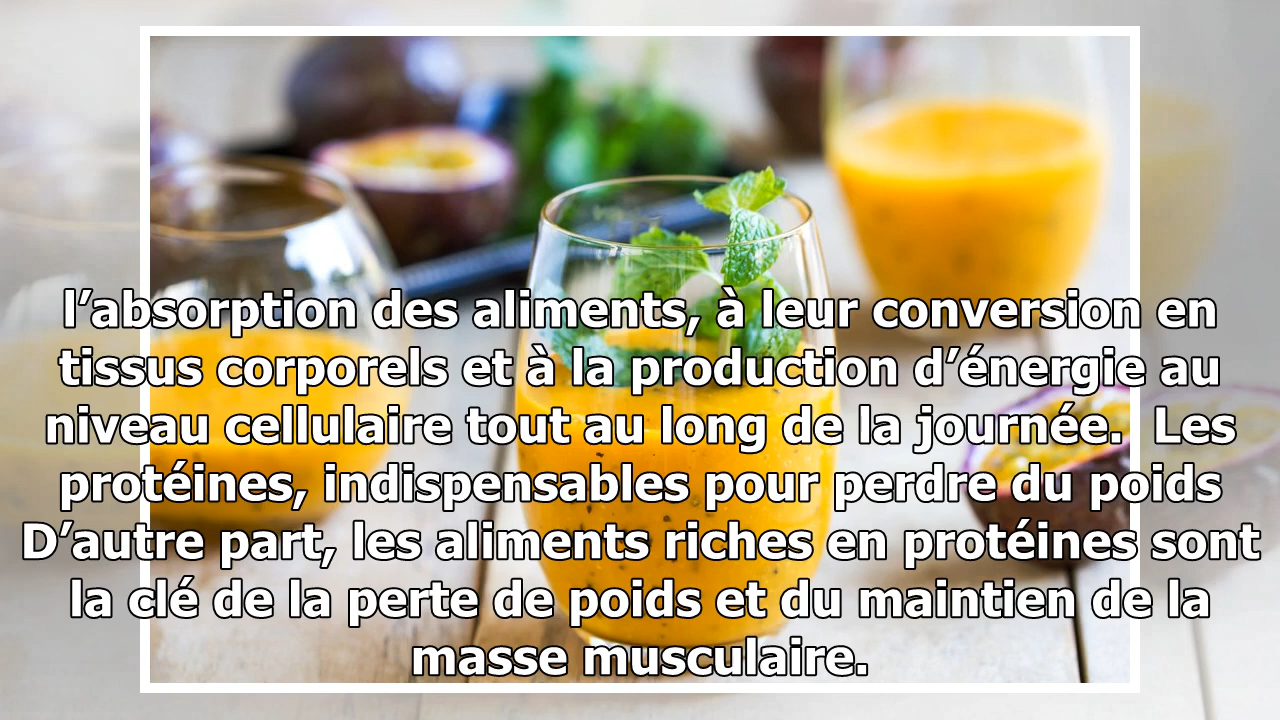 l’absorption des aliments, à leur conversion en
tissus corporels et à la production d’énergie au
niveau cellulaire tout au long de la journée.  Les
protéines, indispensables pour perdre du poids
D’autre part, les aliments riches en protéines sont
la clé de la perte de poids et du maintien de la
masse musculaire.